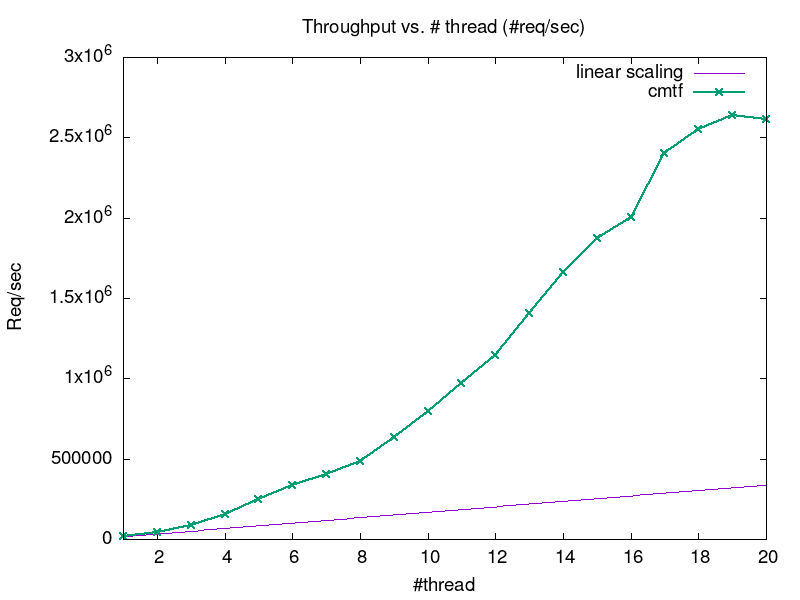 Throughput vs. # thread (#req/sec)
3x10^6
2.5x10^6
2x10^6
1.5x10^6
1x10^6
500000
0
Req/sec
linear scaling
cmtf
2 4 6 8 10 12 14 16 18 20
#thread